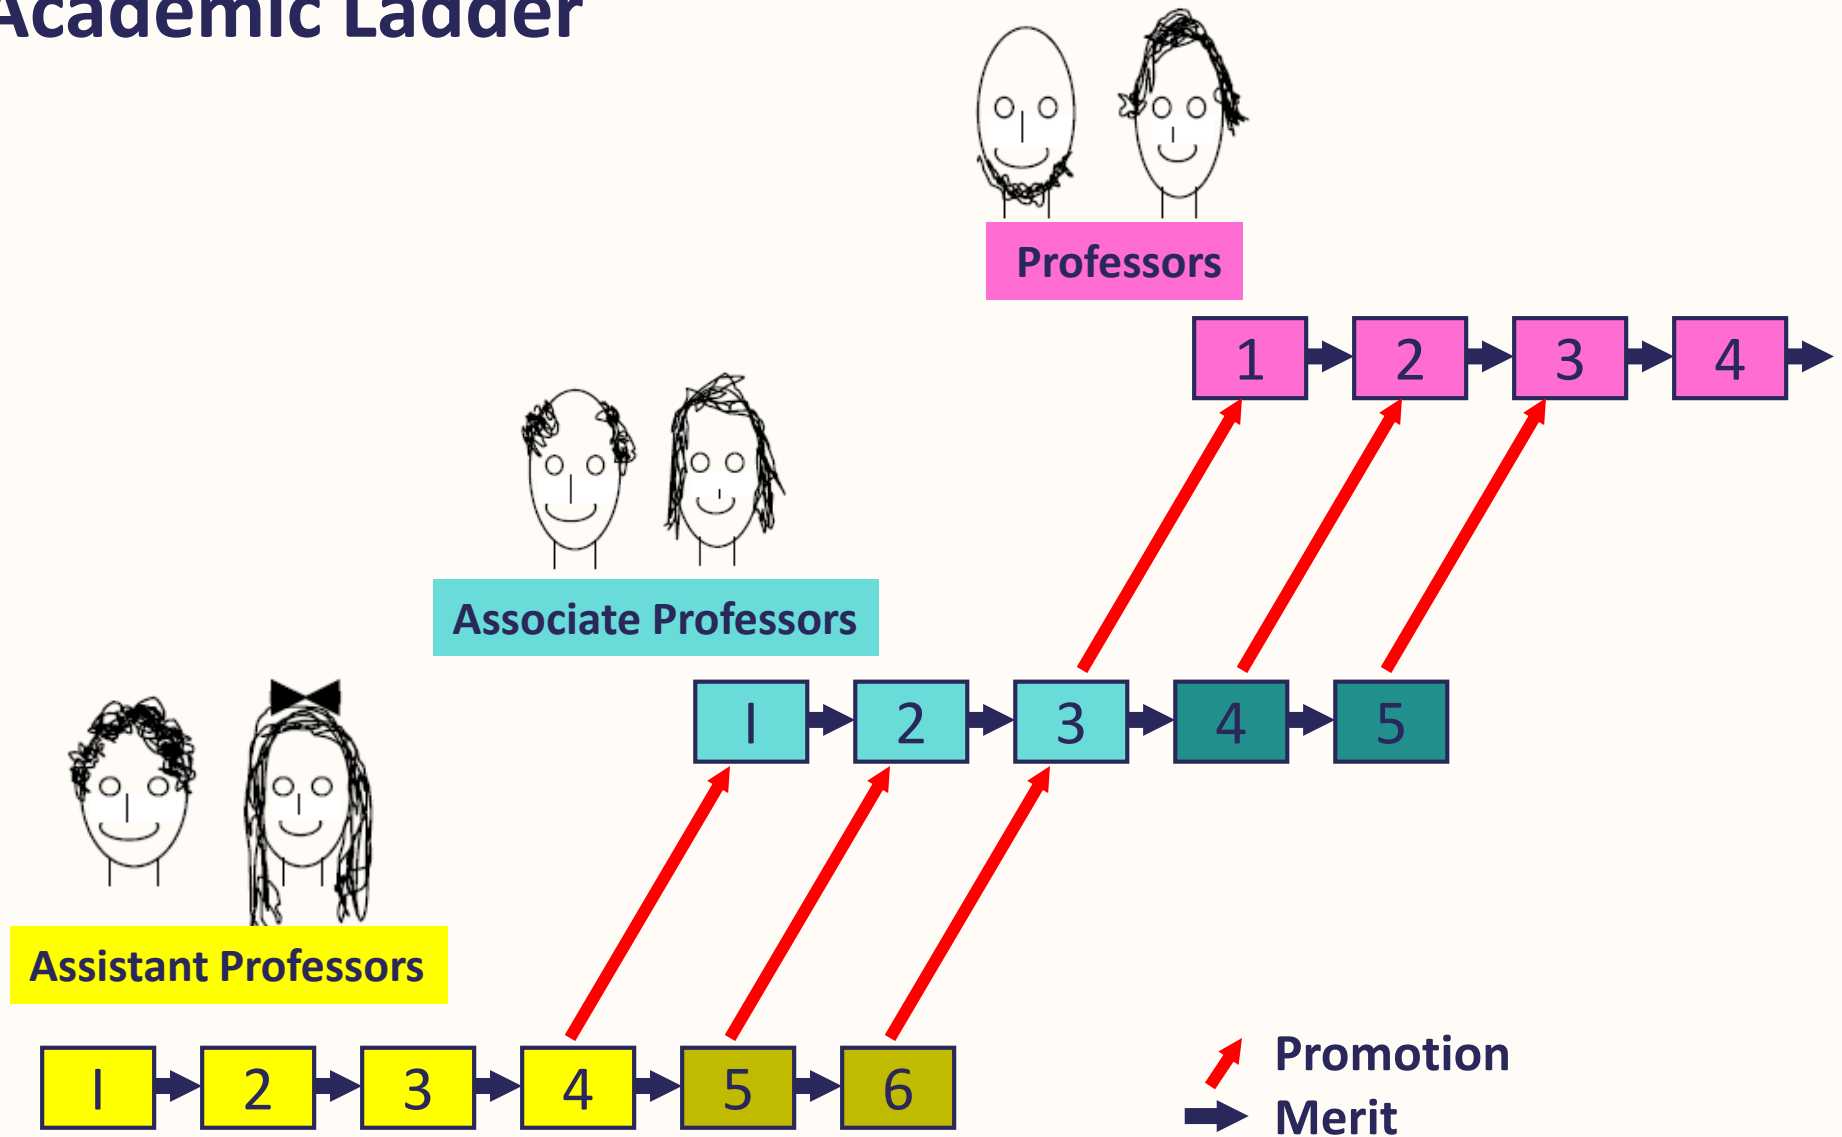 Academic Ladder
Professors
1 2 3 4
Associate Professors
I 2 3 4 5
Assistant Professors
I 2 3 4 5 6
Promotion
Merit